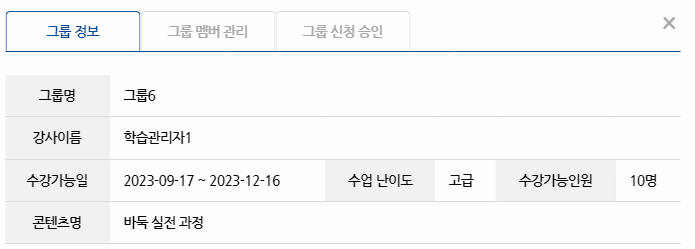 그룹 정보 그룹 멤버 관리 그룹 신청 승인 ×
그룹명 그룹6
강사이름 학습관리자1
수강가능일 2023-09-17 ~ 2023-12-16 수업 난이도 고급 수강가능인원 10명
콘텐츠명 바둑 실전 과정